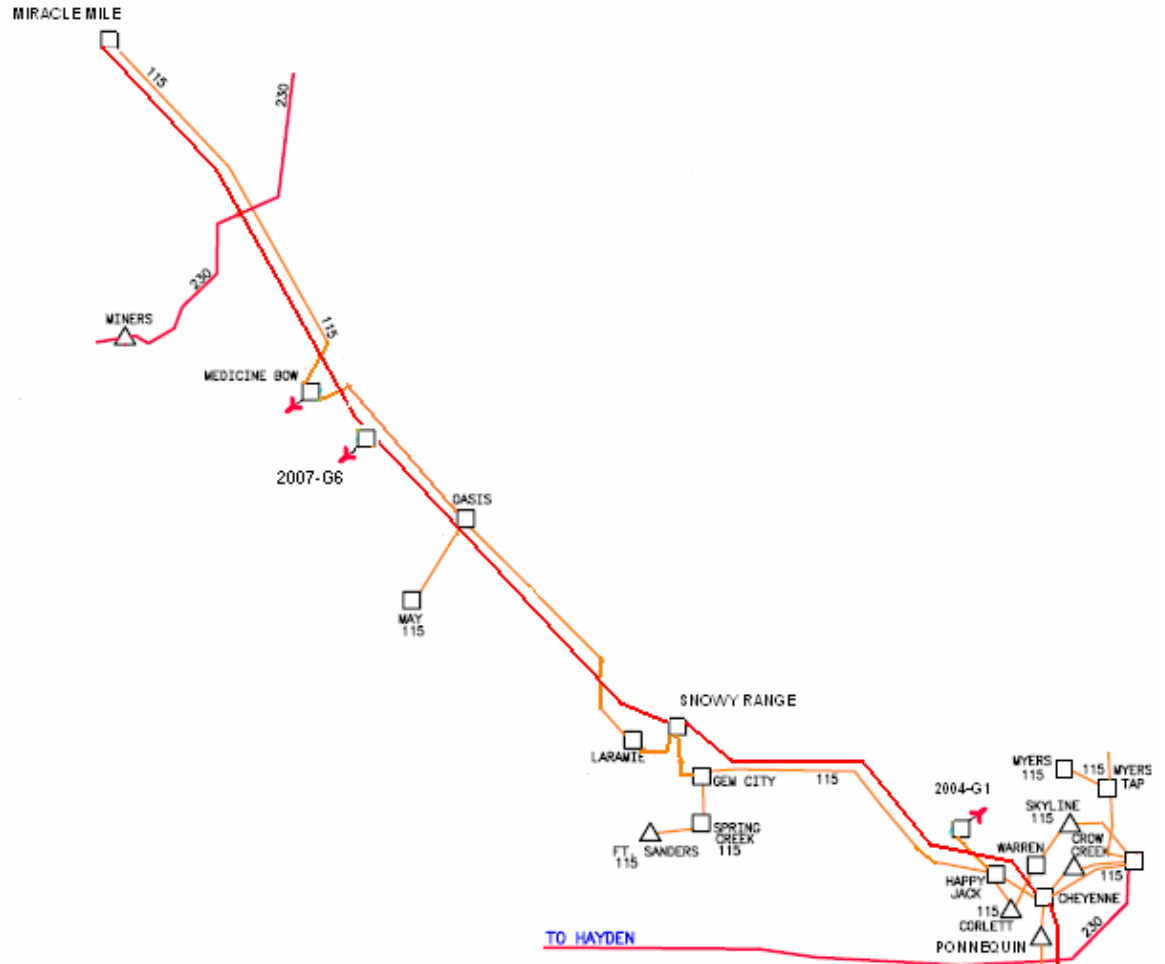 MIRACLE MILE
115
230
230
MINERS
115
MEDICINE BOW
2007-G6
OASIS
MAY
115
SNOWY RANGE
LARAMIE
GEM CITY
115
SPRING
CREEK
115
FT. SANDERS
115
2004-G1
MYERS
115
115
MYERS
TAP
SKYLINE
115
CROW
CREEK
WARREN
115
HAPPY
JACK
CHEYENNE
115
CORLETT
230
PONNEQUIN
TO HAYDEN